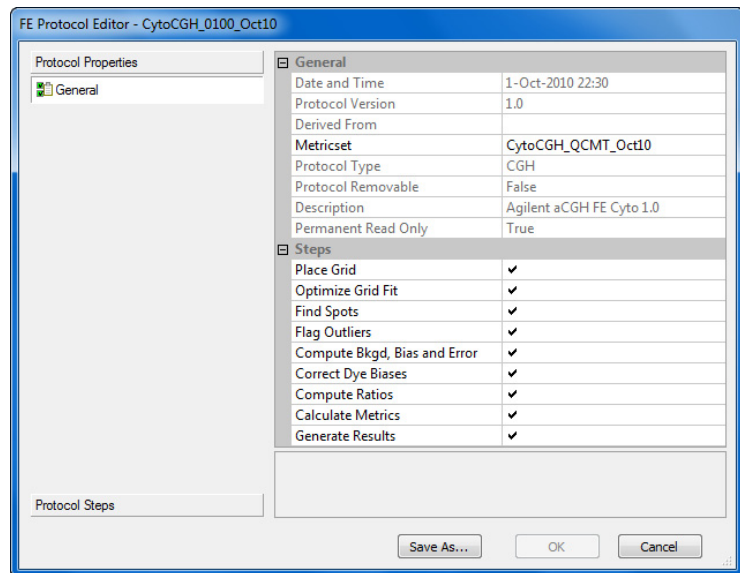 FE Protocol Editor - CytoCGH_0100_Oct10
Protocol Properties
General
General
Date and Time 1-Oct-2010 22:30
Protocol Version 1.0
Derived From
Metricset CytoCGH_QCMT_Oct10
Protocol Type CGH
Protocol Removable False
Description Agilent aCGH FE Cyto 1.0
Permanent Read Only True
Steps
Place Grid ✔
Optimize Grid Fit ✔
Find Spots ✔
Flag Outliers ✔
Compute Bkgd, Bias and Error ✔
Correct Dye Biases ✔
Compute Ratios ✔
Calculate Metrics ✔
Generate Results ✔
Protocol Steps
Save As... OK Cancel